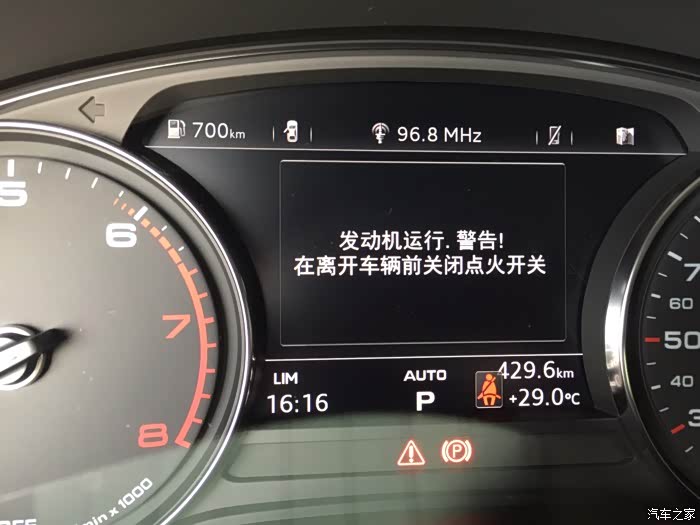 700km
96.8 MHz
5
6
7
8
发动机运行. 警告!
在离开车辆前关闭点火开关
LIM
16:16
AUTO
P
429.6km
+29.0°C
P
60
50
40
min x 1000
汽车之家